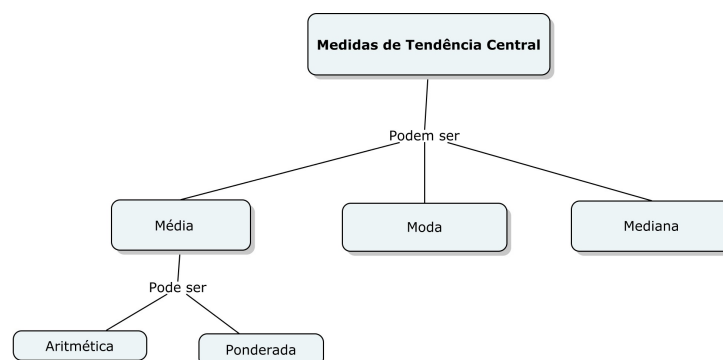 Medidas de Tendência Central
Podem ser
Média
Moda
Mediana
Pode ser
Aritmética
Ponderada